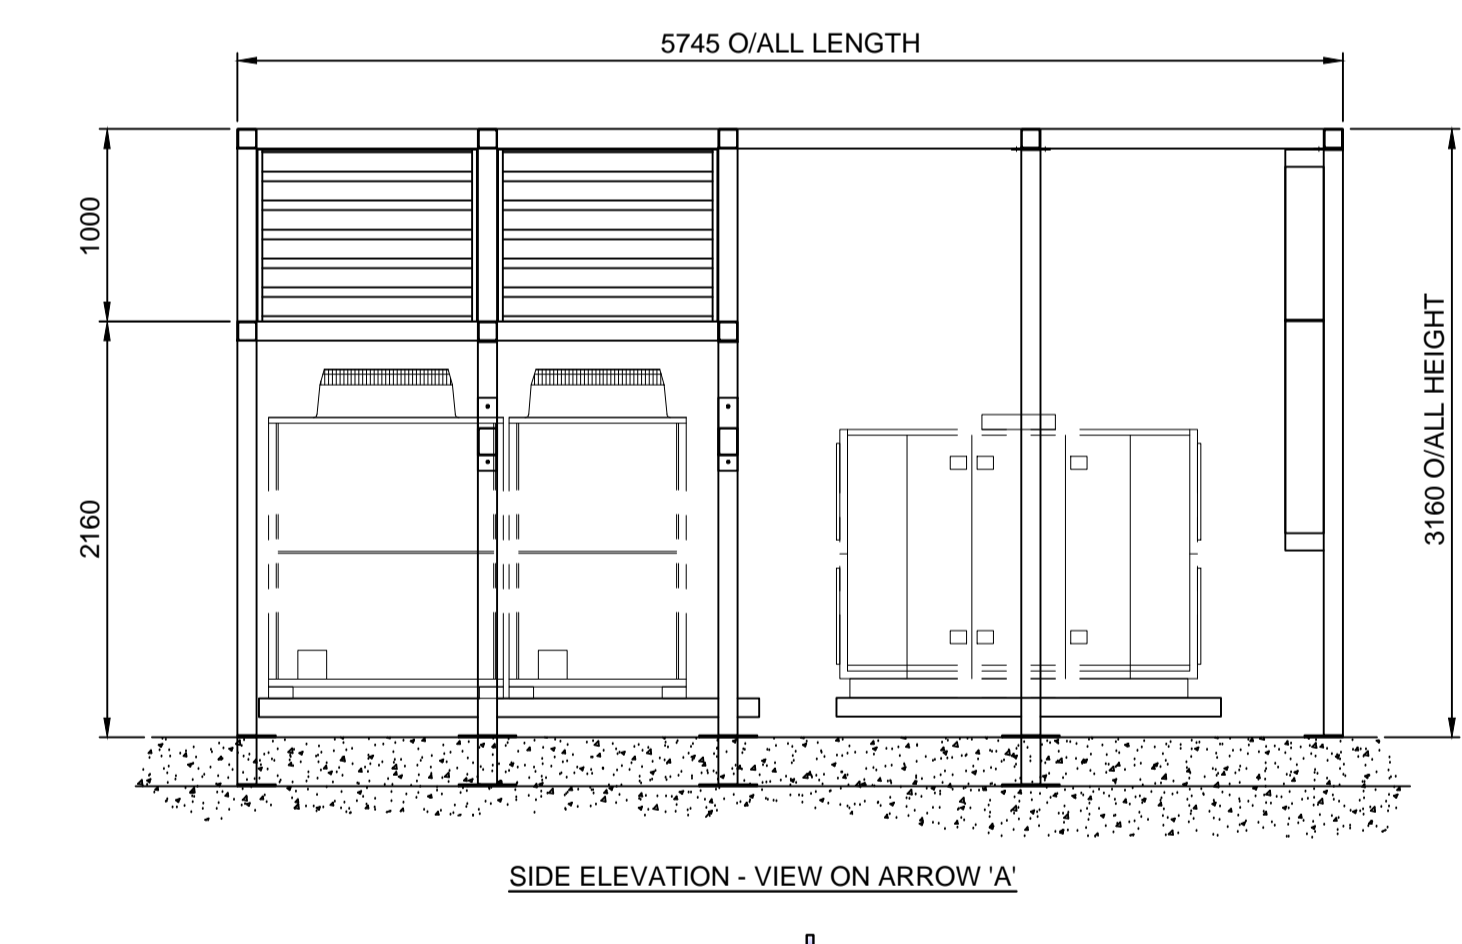 5745 O/ALL LENGTH
1000
2160
3160 O/ALL HEIGHT
SIDE ELEVATION - VIEW ON ARROW 'A'